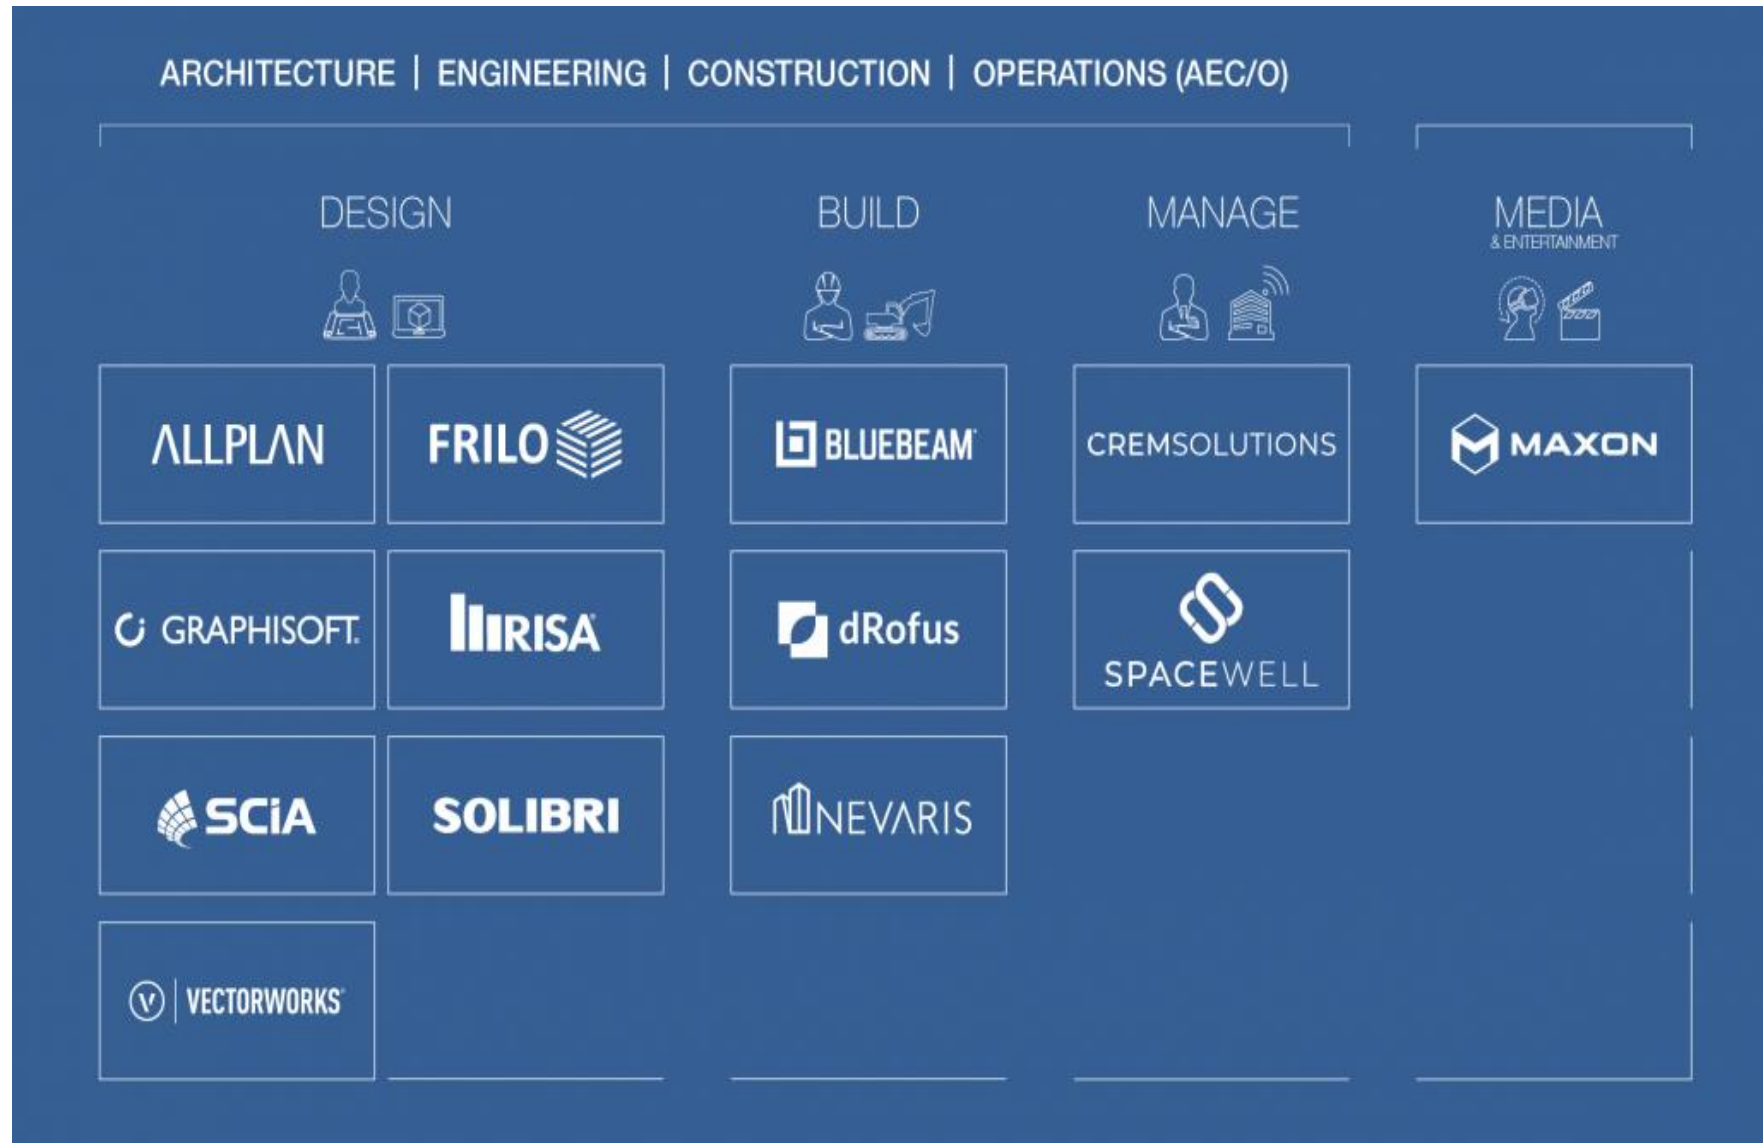 ARCHITECTURE | ENGINEERING | CONSTRUCTION | OPERATIONS (AEC/O)
DESIGN
BUILD
MANAGE
MEDIA
& ENTERTAINMENT
ALLPLAN
FRILO
BLUEBEAM
CREMSOLUTIONS
MAXON
GRAPHISOFT.
RISA
dRofus
SPACEWELL
SCiA
SOLIBRI
NEVARIS
V | VECTORWORKS